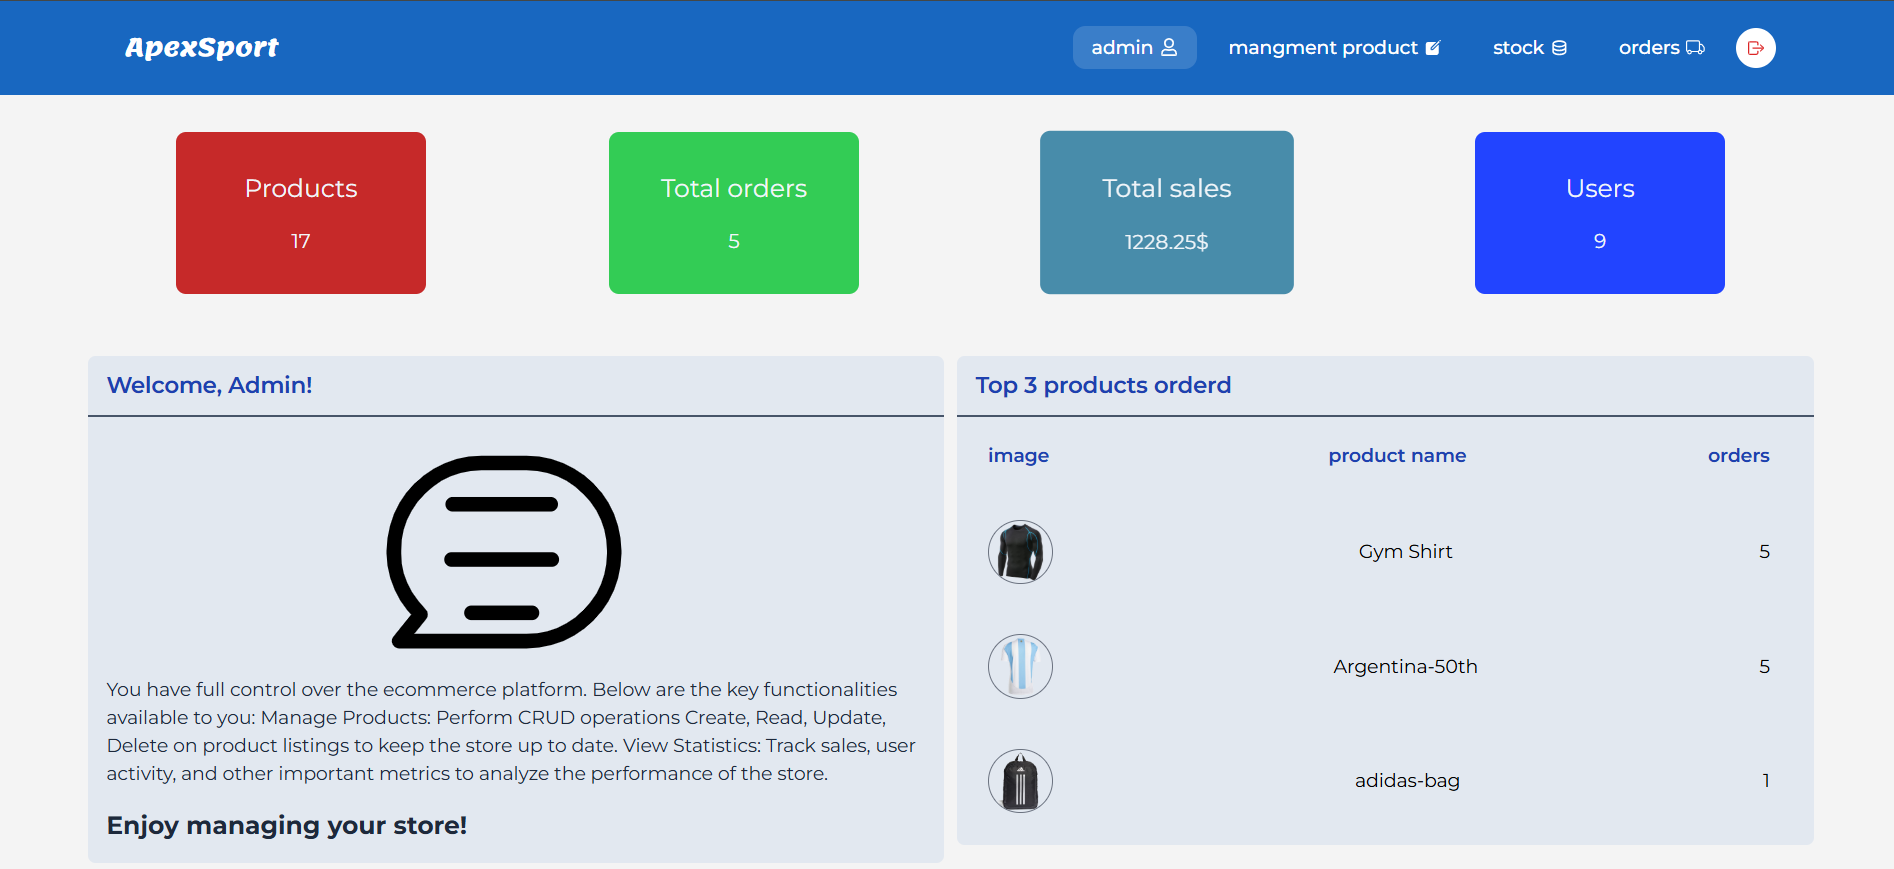 ApexSport
admin
mangment product
stock
orders
Products
17
Total orders
5
Total sales
1228.25$
Users
9
Welcome, Admin!
You have full control over the ecommerce platform. Below are the key functionalities
available to you: Manage Products: Perform CRUD operations Create, Read, Update,
Delete on product listings to keep the store up to date. View Statistics: Track sales, user
activity, and other important metrics to analyze the performance of the store.
Enjoy managing your store!
Top 3 products orderd
image product name orders
Gym Shirt 5
Argentina-50th 5
adidas-bag 1